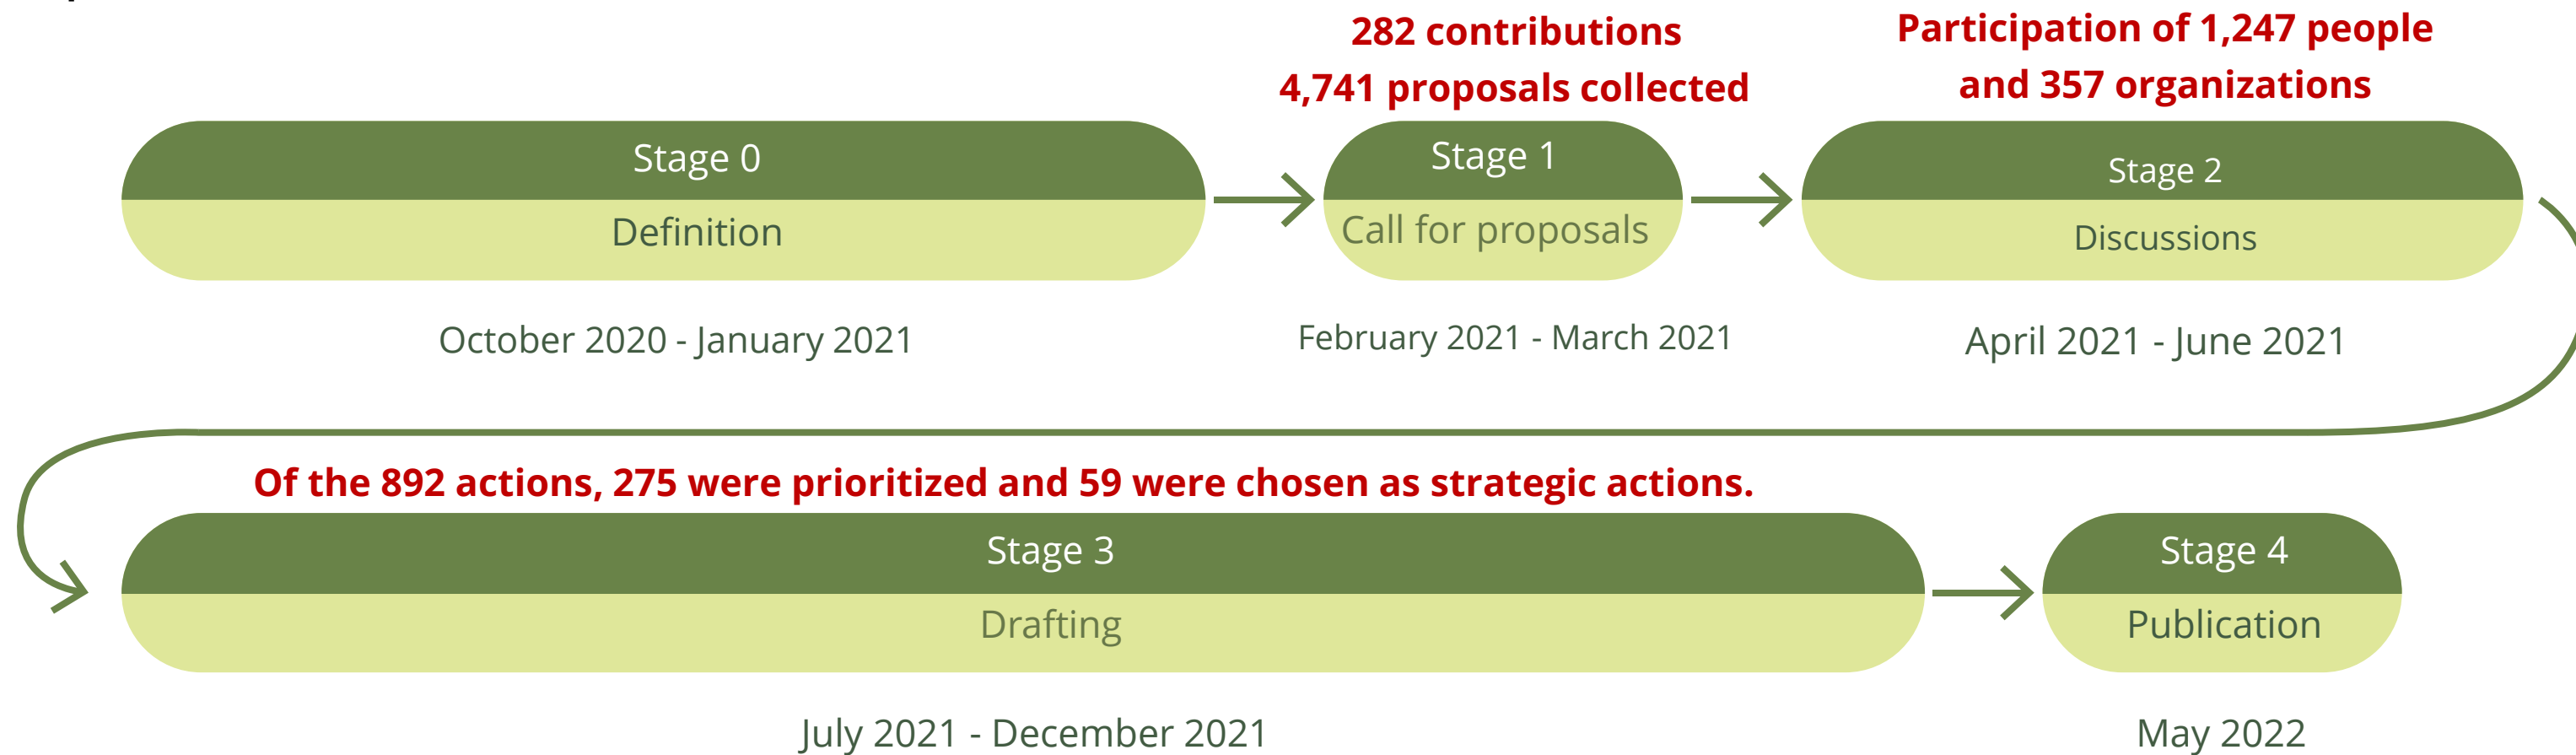 282 contributions
4,741 proposals collected
Participation of 1,247 people
and 357 organizations
Stage 0
Definition
October 2020 - January 2021
Stage 1
Call for proposals
February 2021 - March 2021
Stage 2
Discussions
April 2021 - June 2021
Of the 892 actions, 275 were prioritized and 59 were chosen as strategic actions.
Stage 3
Drafting
July 2021 - December 2021
Stage 4
Publication
May 2022